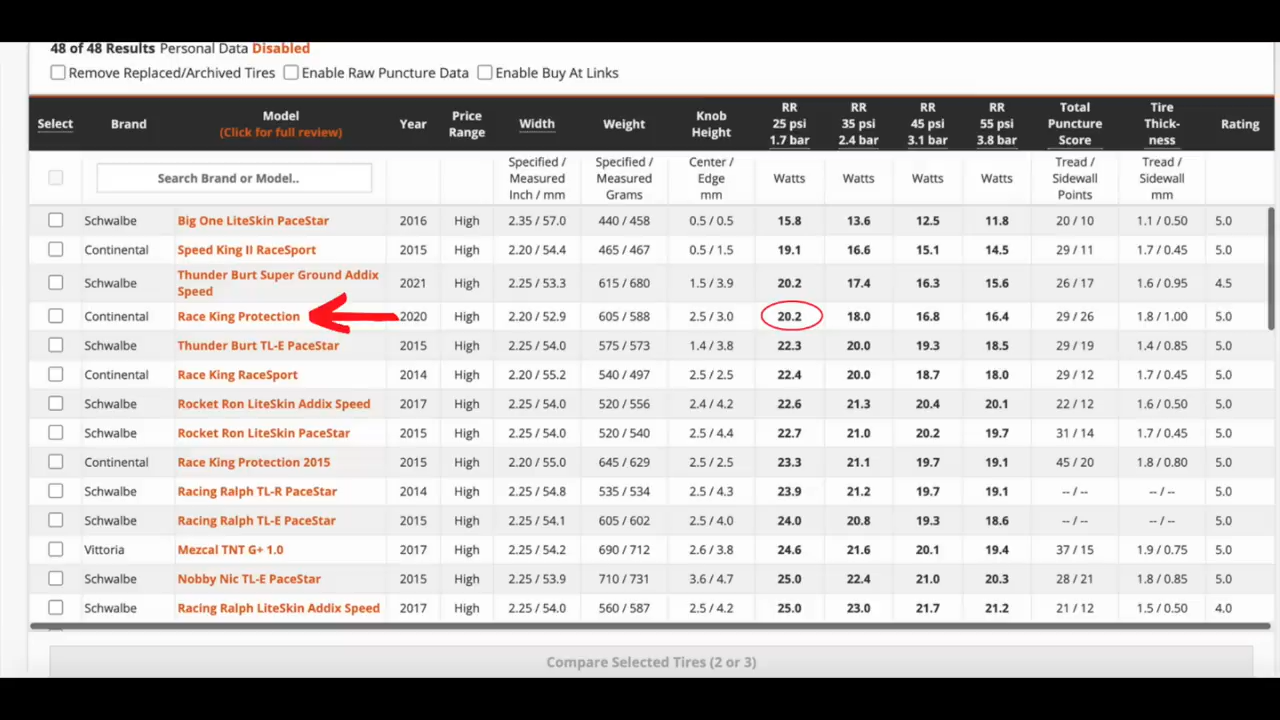 48 of 48 Results Personal Data Disabled
Remove Replaced/Archived Tires Enable Raw Puncture Data Enable Buy At Links
Select Brand Model (Click for full review) Year Price Range Width Weight Knob Height RR 25 psi 1.7 bar RR 35 psi 2.4 bar RR 45 psi 3.1 bar RR 55 psi 3.8 bar Total Puncture Score Tire Thick-ness Rating
Search Brand or Model.. Specified / Measured Inch / mm Specified / Measured Grams Center / Edge mm Watts Watts Watts Watts Tread / Sidewall Points Tread / Sidewall mm
Schwalbe Big One LiteSkin PaceStar 2016 High 2.35 / 57.0 440 / 458 0.5 / 0.5 15.8 13.6 12.5 11.8 20 / 10 1.1 / 0.50 5.0
Continental Speed King II RaceSport 2015 High 2.20 / 54.4 465 / 467 0.5 / 1.5 19.1 16.6 15.1 14.5 29 / 11 1.7 / 0.45 5.0
Schwalbe Thunder Burt Super Ground Addix Speed 2021 High 2.25 / 53.3 615 / 680 1.5 / 3.9 20.2 17.4 16.3 15.6 26 / 17 1.6 / 0.95 4.5
Continental Race King Protection 2020 High 2.20 / 52.9 605 / 588 2.5 / 3.0 20.2 18.0 16.8 16.4 29 / 26 1.8 / 1.00 5.0
Schwalbe Thunder Burt TL-E PaceStar 2015 High 2.25 / 54.0 575 / 573 1.4 / 3.8 22.3 20.0 19.3 18.5 29 / 19 1.4 / 0.85 5.0
Continental Race King RaceSport 2014 High 2.20 / 55.2 540 / 497 2.5 / 2.5 22.4 20.0 18.7 18.0 29 / 12 1.7 / 0.45 5.0
Schwalbe Rocket Ron LiteSkin Addix Speed 2017 High 2.25 / 54.0 520 / 556 2.4 / 4.2 22.6 21.3 20.4 20.1 22 / 12 1.6 / 0.50 5.0
Schwalbe Rocket Ron LiteSkin PaceStar 2015 High 2.25 / 54.0 520 / 540 2.5 / 4.4 22.7 21.0 20.2 19.7 31 / 14 1.7 / 0.45 5.0
Continental Race King Protection 2015 2015 High 2.20 / 55.0 645 / 629 2.5 / 2.5 23.3 21.1 19.7 19.1 45 / 20 1.8 / 0.80 5.0
Schwalbe Racing Ralph TL-R PaceStar 2014 High 2.25 / 54.8 535 / 534 2.5 / 4.3 23.9 21.2 19.7 19.1 -- / -- -- / -- 5.0
Schwalbe Racing Ralph TL-E PaceStar 2015 High 2.25 / 54.1 605 / 602 2.5 / 4.0 24.0 20.8 19.3 18.6 -- / -- -- / -- 5.0
Vittoria Mezcal TNT G+ 1.0 2017 High 2.25 / 54.2 690 / 712 2.6 / 3.8 24.6 21.6 20.1 19.4 37 / 15 1.9 / 0.75 5.0
Schwalbe Nobby Nic TL-E PaceStar 2015 High 2.25 / 53.9 710 / 731 3.6 / 4.7 25.0 22.4 21.0 20.3 28 / 21 1.8 / 0.85 5.0
Schwalbe Racing Ralph LiteSkin Addix Speed 2017 High 2.25 / 54.0 560 / 587 2.5 / 4.2 25.0 23.0 21.7 21.2 21 / 12 1.5 / 0.50 4.0
Compare Selected Tires (2 or 3)